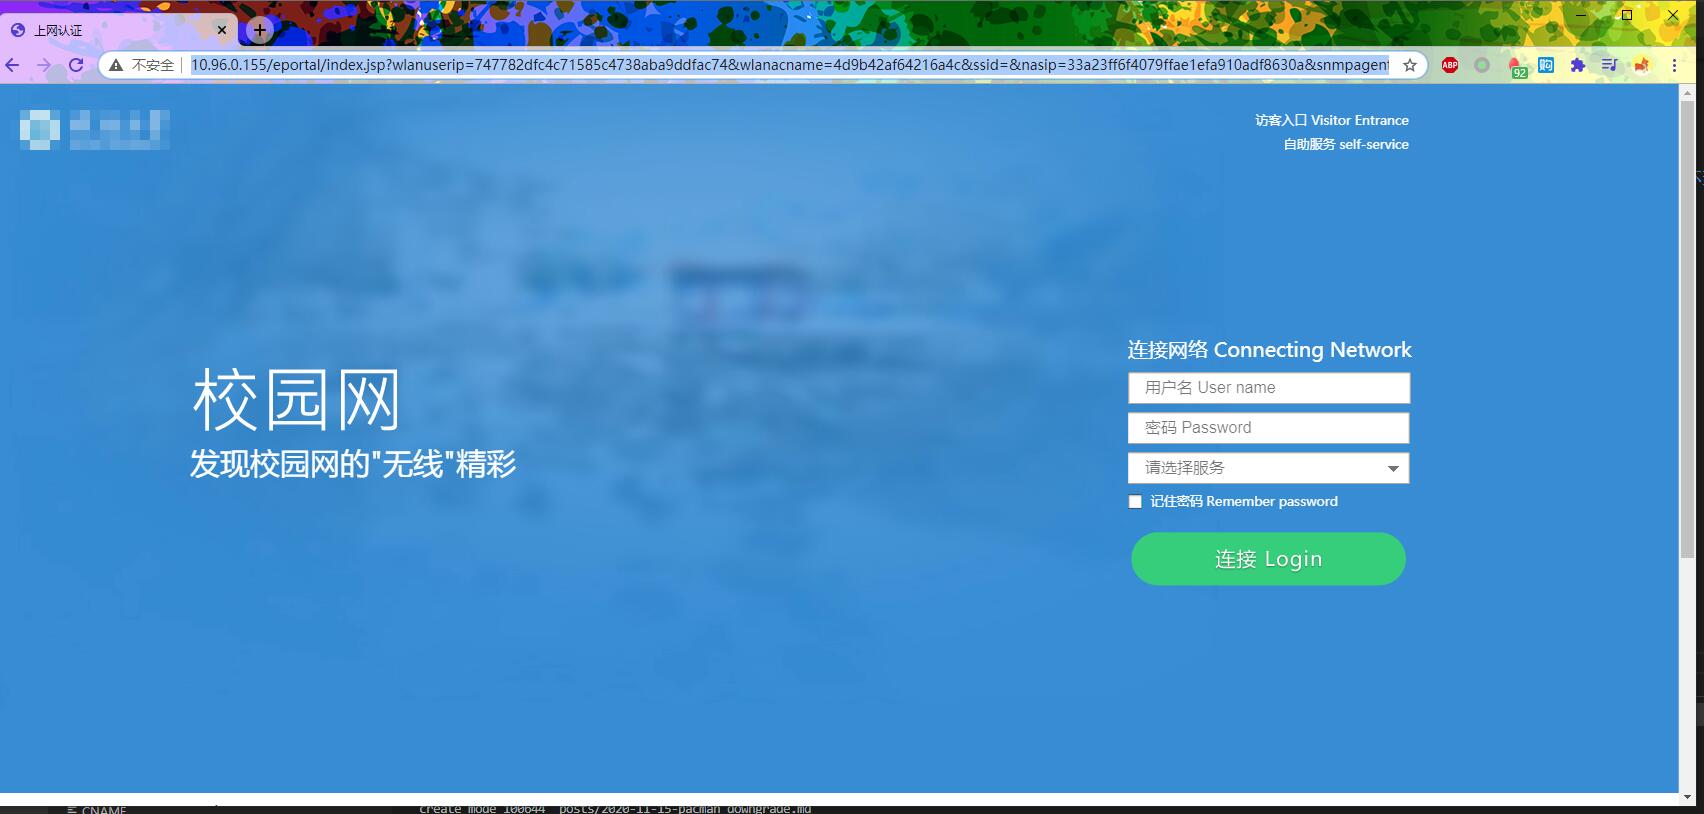 上网认证
不安全
10.96.0.155/eportal/index.jsp?wlanuserip=747782dfc4c71585c4738aba9ddfac74&wlanacname=4d9b42af64216a4c&ssid=&nasip=33a23ff6f4079ffae1efa910adf8630a&snmpagen
ABP
92
购
访客入口 Visitor Entrance
自助服务 self-service
连接网络 Connecting Network
用户名 User name
校园网
密码 Password
发现校园网的"无线"精彩
请选择服务
记住密码 Remember password
连接 Login
CNAME
create mode 100644 _posts/2020-11-15-pacman_downgrade.md